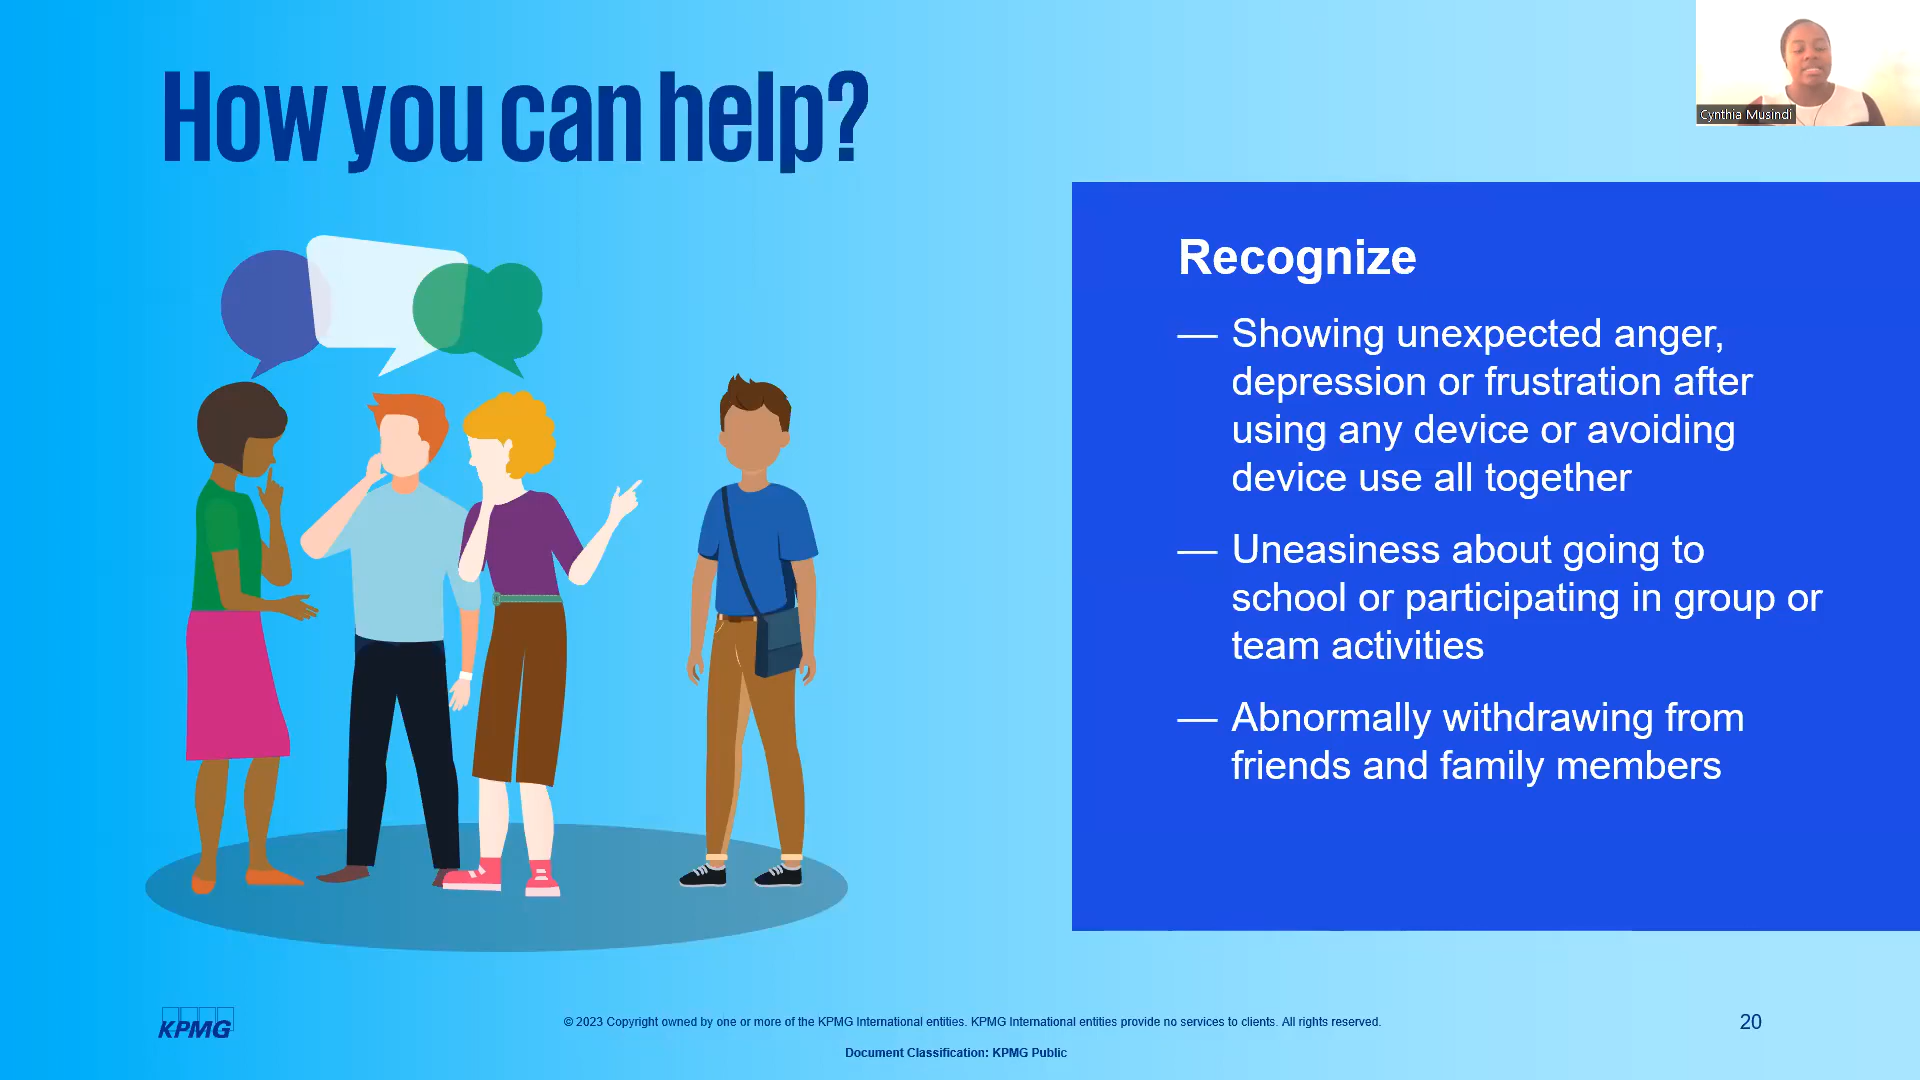 How you can help?
Cynthia Musindi
Recognize
— Showing unexpected anger,
depression or frustration after
using any device or avoiding
device use all together
— Uneasiness about going to
school or participating in group or
team activities
— Abnormally withdrawing from
friends and family members
KPMG
© 2023 Copyright owned by one or more of the KPMG International entities. KPMG International entities provide no services to clients. All rights reserved.
20
Document Classification: KPMG Public